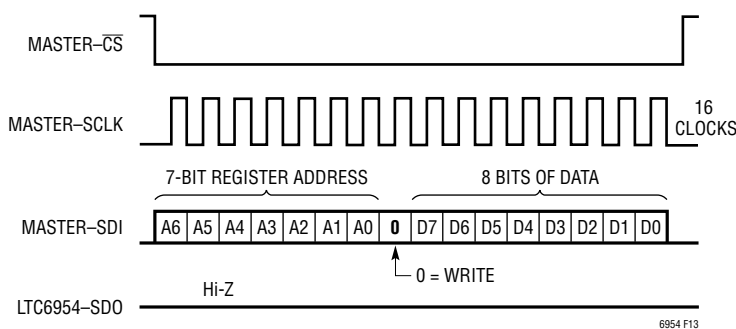 MASTER–C̅S̅
MASTER–SCLK
16
CLOCKS
7-BIT REGISTER ADDRESS 8 BITS OF DATA
MASTER–SDI A6 A5 A4 A3 A2 A1 A0 0 D7 D6 D5 D4 D3 D2 D1 D0
0 = WRITE
Hi-Z
LTC6954–SDO
6954 F13